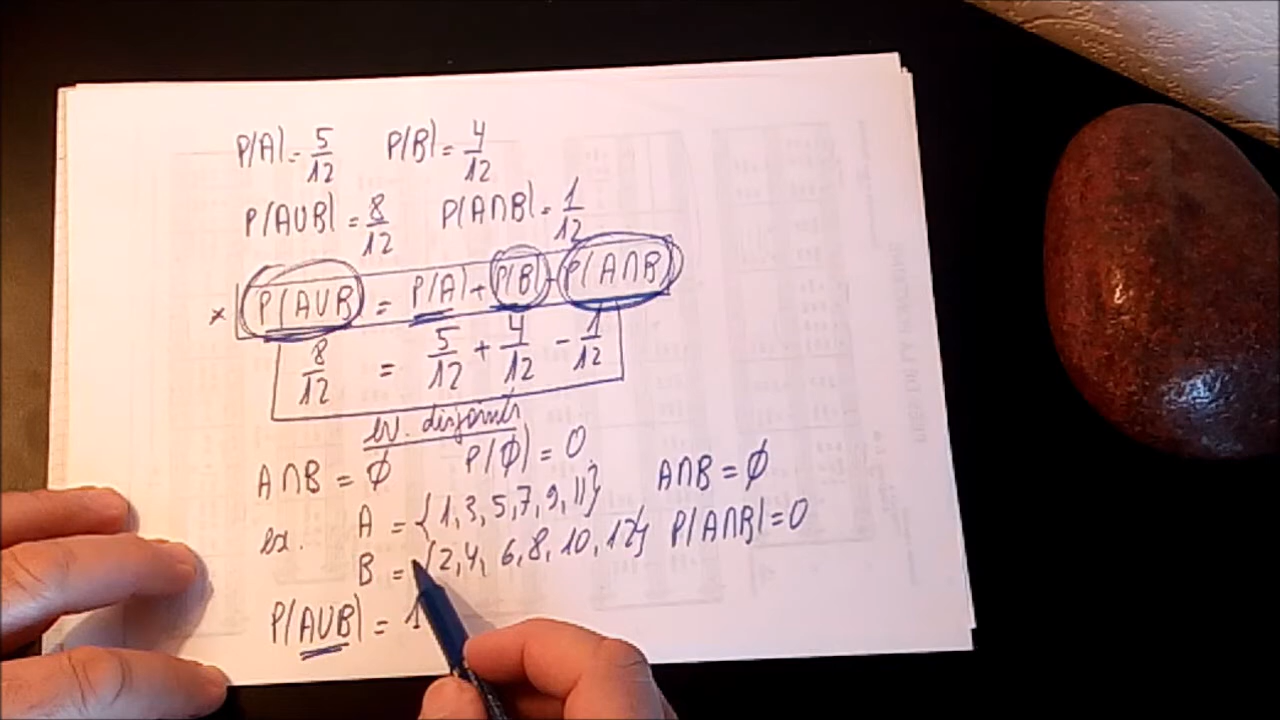 P(A) = 5/12 P(B) = 4/12
P(A∪B) = 8/12 P(A∩B) = 1/12
× P(A∪B) = P(A) + P(B) - P(A∩B)
8/12 = 5/12 + 4/12 - 1/12
ev. disjoints
A∩B = ∅ P(∅) = 0 A∩B = ∅
ex. A = {1, 3, 5, 7, 9, 11} P(A∩B) = 0
B = {2, 4, 6, 8, 10, 12}
P(A∪B) = 1